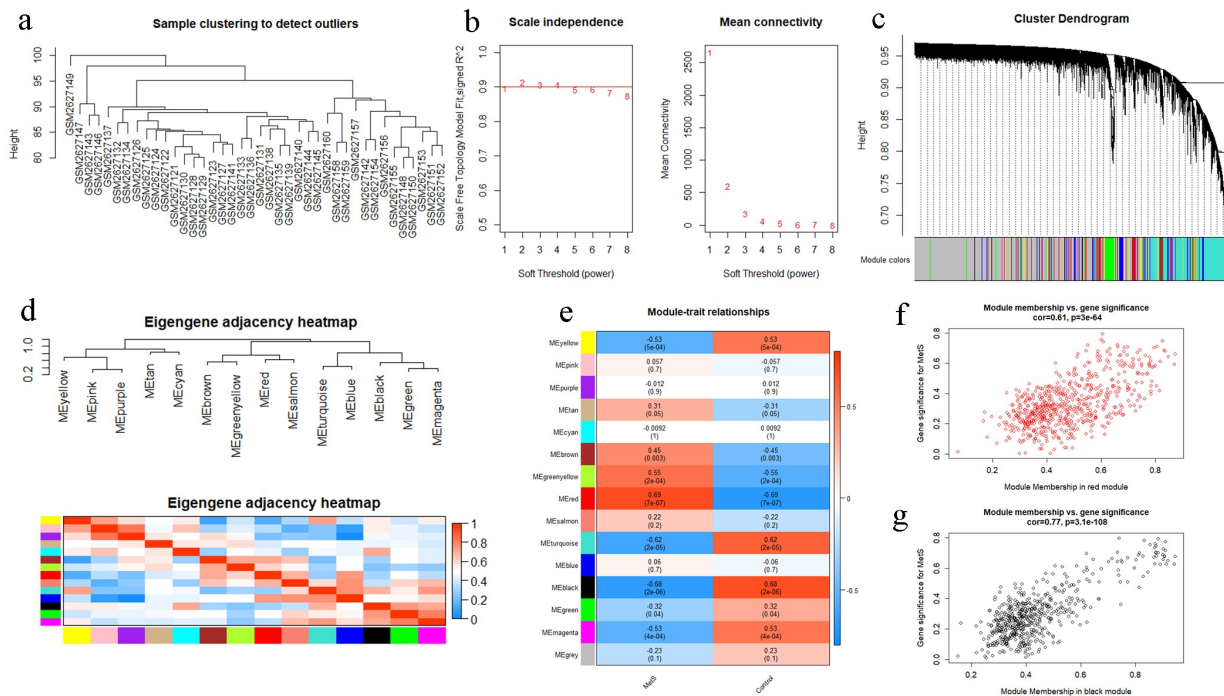 a
Sample clustering to detect outliers
Height
100
95
90
85
80
GSM2627149
GSM2627147
GSM2627143
GSM2627146
GSM2627137
GSM2627132
GSM2627134
GSM2627126
GSM2627125
GSM2627124
GSM2627122
GSM2627121
GSM2627130
GSM2627128
GSM2627129
GSM2627123
GSM2627127
GSM2627141
GSM2627133
GSM2627136
GSM2627131
GSM2627138
GSM2627135
GSM2627139
GSM2627140
GSM2627144
GSM2627145
GSM2627160
GSM2627158
GSM2627159
GSM2627157
GSM2627142
GSM2627154
GSM2627156
GSM2627155
GSM2627148
GSM2627150
GSM2627153
GSM2627151
GSM2627152
b
Scale independence
Scale Free Topology Model Fit,signed R^2
1.0
0.9
0.8
0.7
0.6
0.5
1 2 3 4 5 6 7 8
1 2 3 4 5 6 7 8
Soft Threshold (power)
Mean connectivity
Mean Connectivity
2500
2000
1500
1000
500
0
1 2 3 4 5 6 7 8
1 2 3 4 5 6 7 8
Soft Threshold (power)
c
Cluster Dendrogram
Height
0.95
0.90
0.85
0.80
0.75
0.70
Module colors
d
Eigengene adjacency heatmap
1.0
0.2
MEyellow
MEpink
MEpurple
MEtan
MEcyan
MEbrown
MEgreenyellow
MEred
MEsalmon
MEturquoise
MEblue
MEblack
MEgreen
MEmagenta
Eigengene adjacency heatmap
1
0.8
0.6
0.4
0.2
0
e
Module-trait relationships
MEyellow -0.53 0.53
(5e-04) (5e-04)
MEpink 0.057 -0.057
(0.7) (0.7)
MEpurple -0.012 0.012
(0.9) (0.9)
MEtan 0.31 -0.31
(0.05) (0.05)
MEcyan -0.0092 0.0092
(1) (1)
MEbrown 0.45 -0.45
(0.003) (0.003)
MEgreenyellow 0.55 -0.55
(2e-04) (2e-04)
MEred 0.69 -0.69
(7e-07) (7e-07)
MEsalmon 0.22 -0.22
(0.2) (0.2)
MEturquoise -0.62 0.62
(2e-05) (2e-05)
MEblue 0.06 -0.06
(0.7) (0.7)
MEblack -0.68 0.68
(2e-06) (2e-06)
MEgreen -0.32 0.32
(0.04) (0.04)
MEmagenta -0.53 0.53
(4e-04) (4e-04)
MEgrey -0.23 0.23
(0.1) (0.1)
MetS Control
0.5
0
-0.5
f
Module membership vs. gene significance
cor=0.61, p=3e-64
Gene significance for MetS
0.8
0.6
0.4
0.2
0.0
0.2 0.4 0.6 0.8
Module Membership in red module
g
Module membership vs. gene significance
cor=0.77, p=3.1e-108
Gene significance for MetS
0.8
0.6
0.4
0.2
0.0
0.2 0.4 0.6 0.8
Module Membership in black module